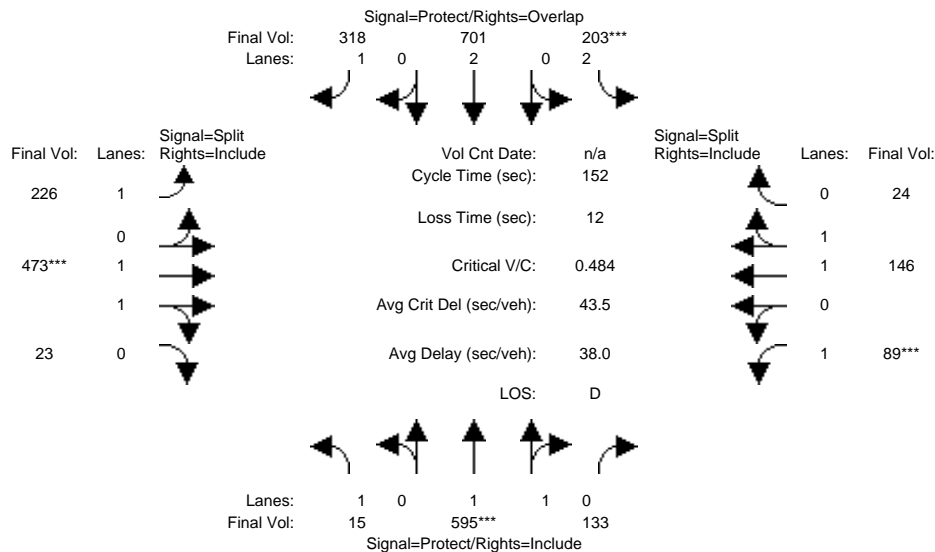 Signal=Protect/Rights=Overlap
Final Vol: 318 701 203***
Lanes: 1 0 2 0 2
Signal=Split
Final Vol: Lanes: Rights=Include
Vol Cnt Date: n/a
Signal=Split
Rights=Include Lanes: Final Vol:
Cycle Time (sec): 152
226 1
0 24
Loss Time (sec): 12
0
1
473*** 1
Critical V/C: 0.484
1 146
1
Avg Crit Del (sec/veh): 43.5
0
23 0
Avg Delay (sec/veh): 38.0
1 89***
LOS: D
Lanes: 1 0 1 1 0
Final Vol: 15 595*** 133
Signal=Protect/Rights=Include